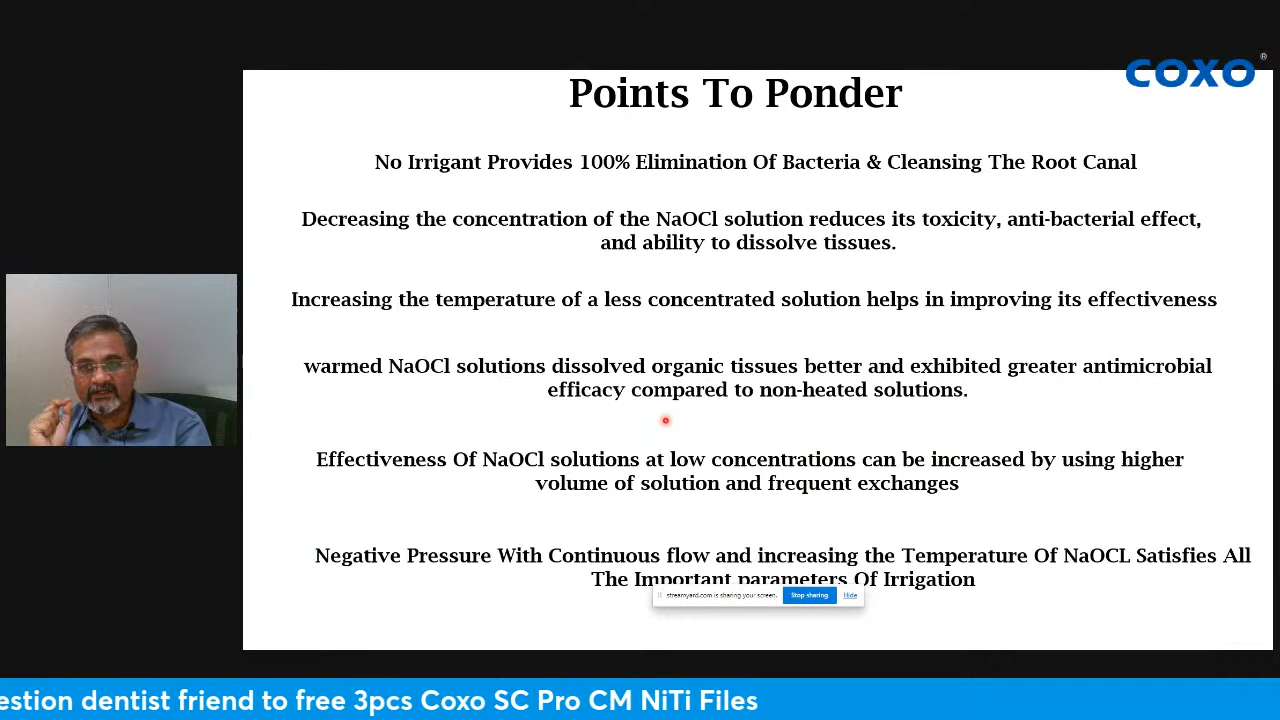 COXO ®
Points To Ponder
No Irrigant Provides 100% Elimination Of Bacteria & Cleansing The Root Canal
Decreasing the concentration of the NaOCl solution reduces its toxicity, anti-bacterial effect,
and ability to dissolve tissues.
Increasing the temperature of a less concentrated solution helps in improving its effectiveness
warmed NaOCl solutions dissolved organic tissues better and exhibited greater antimicrobial
efficacy compared to non-heated solutions.
Effectiveness Of NaOCl solutions at low concentrations can be increased by using higher
volume of solution and frequent exchanges
Negative Pressure With Continuous flow and increasing the Temperature Of NaOCL Satisfies All
The Important parameters Of Irrigation
streamyard.com is sharing your screen. Stop sharing Hide
estion dentist friend to free 3pcs Coxo SC Pro CM NiTi Files